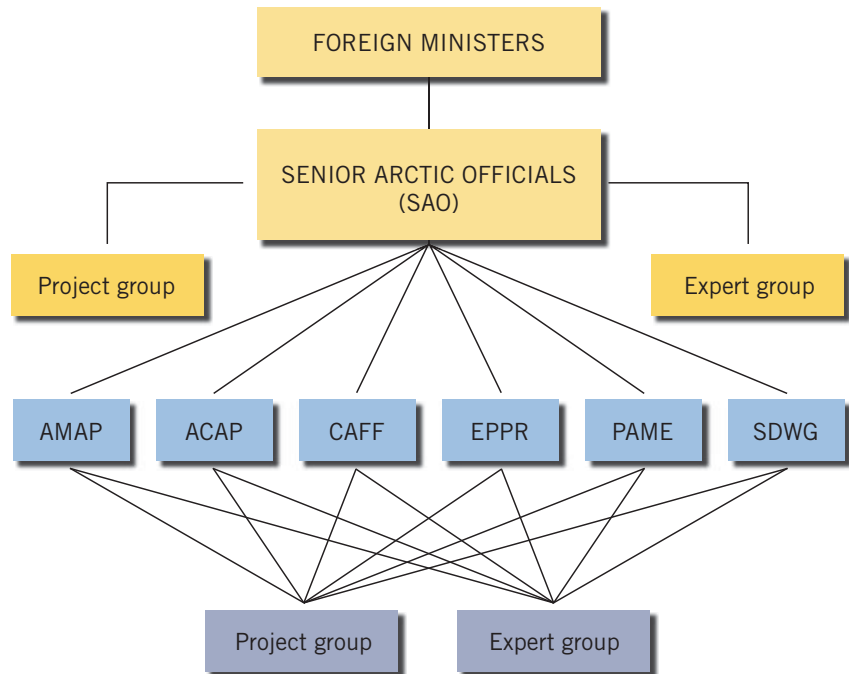 FOREIGN MINISTERS
SENIOR ARCTIC OFFICIALS
(SAO)
Project group
Expert group
AMAP
ACAP
CAFF
EPPR
PAME
SDWG
Project group
Expert group